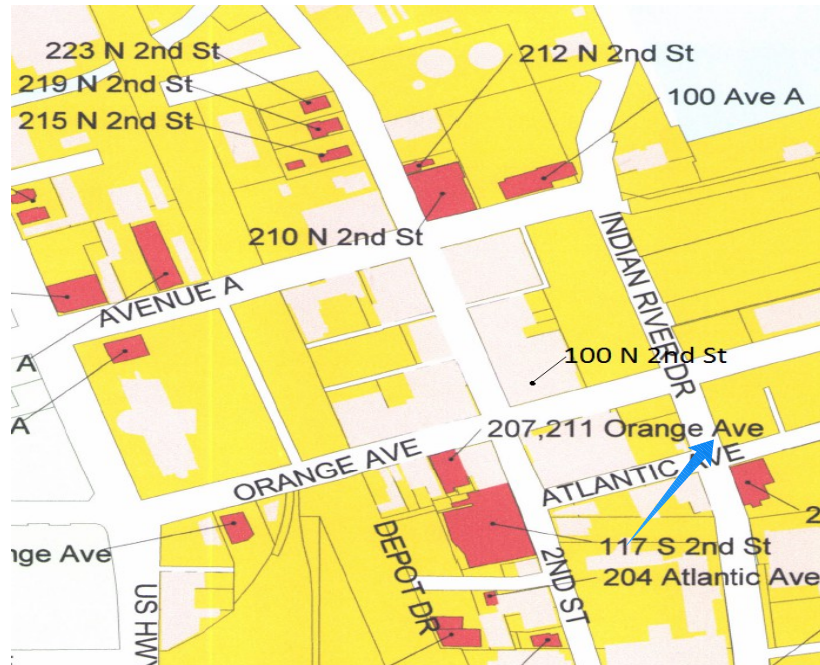 223 N 2nd St
212 N 2nd St
219 N 2nd St
100 Ave A
215 N 2nd St
210 N 2nd St
INDIAN RIVER DR
AVENUE A
A
100 N 2nd St
A
207,211 Orange Ave
ORANGE AVE
ATLANTIC AVE
2
117 S 2nd St
nge Ave
204 Atlantic Ave
DEPOT DR
2ND ST
US HWY